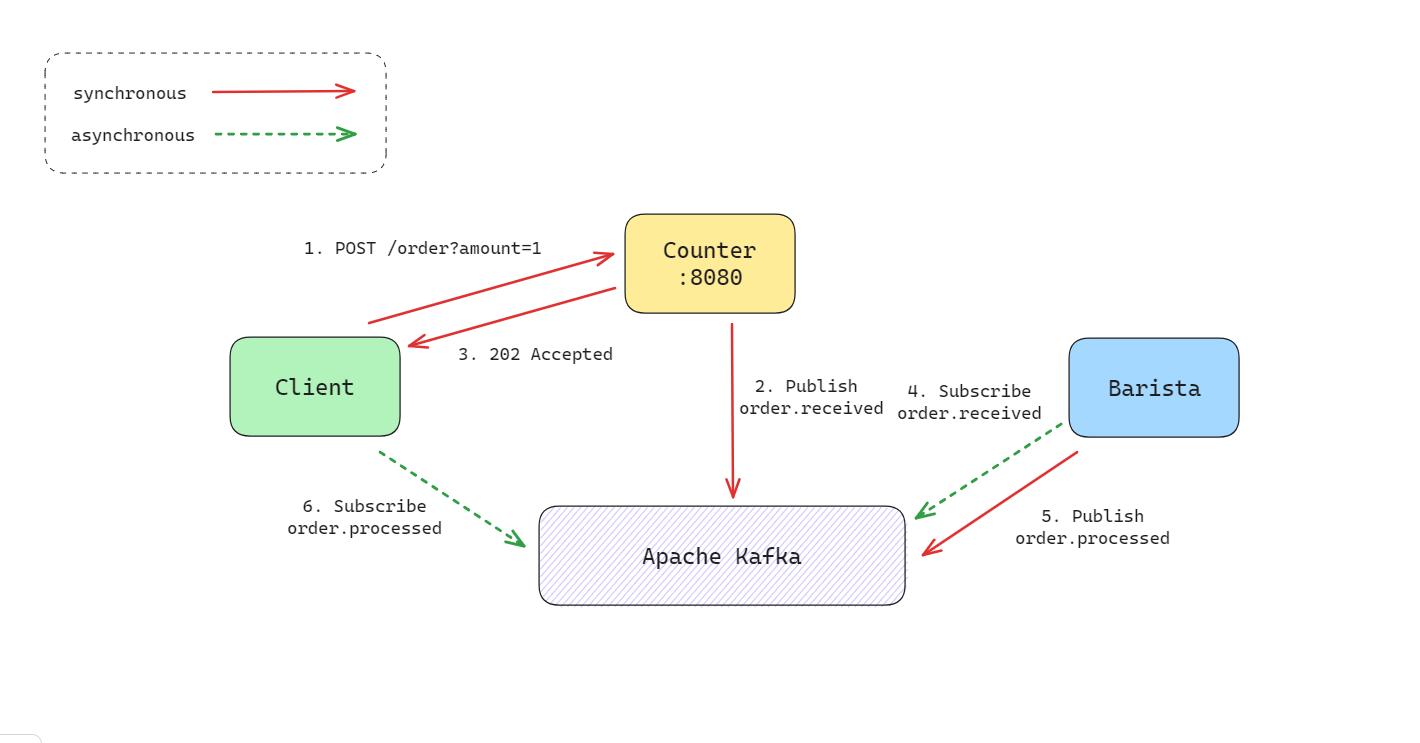 synchronous
asynchronous
1. POST /order?amount=1
Counter
:8080
3. 202 Accepted
Client
2. Publish
order.received
4. Subscribe
order.received
Barista
6. Subscribe
order.processed
5. Publish
order.processed
Apache Kafka